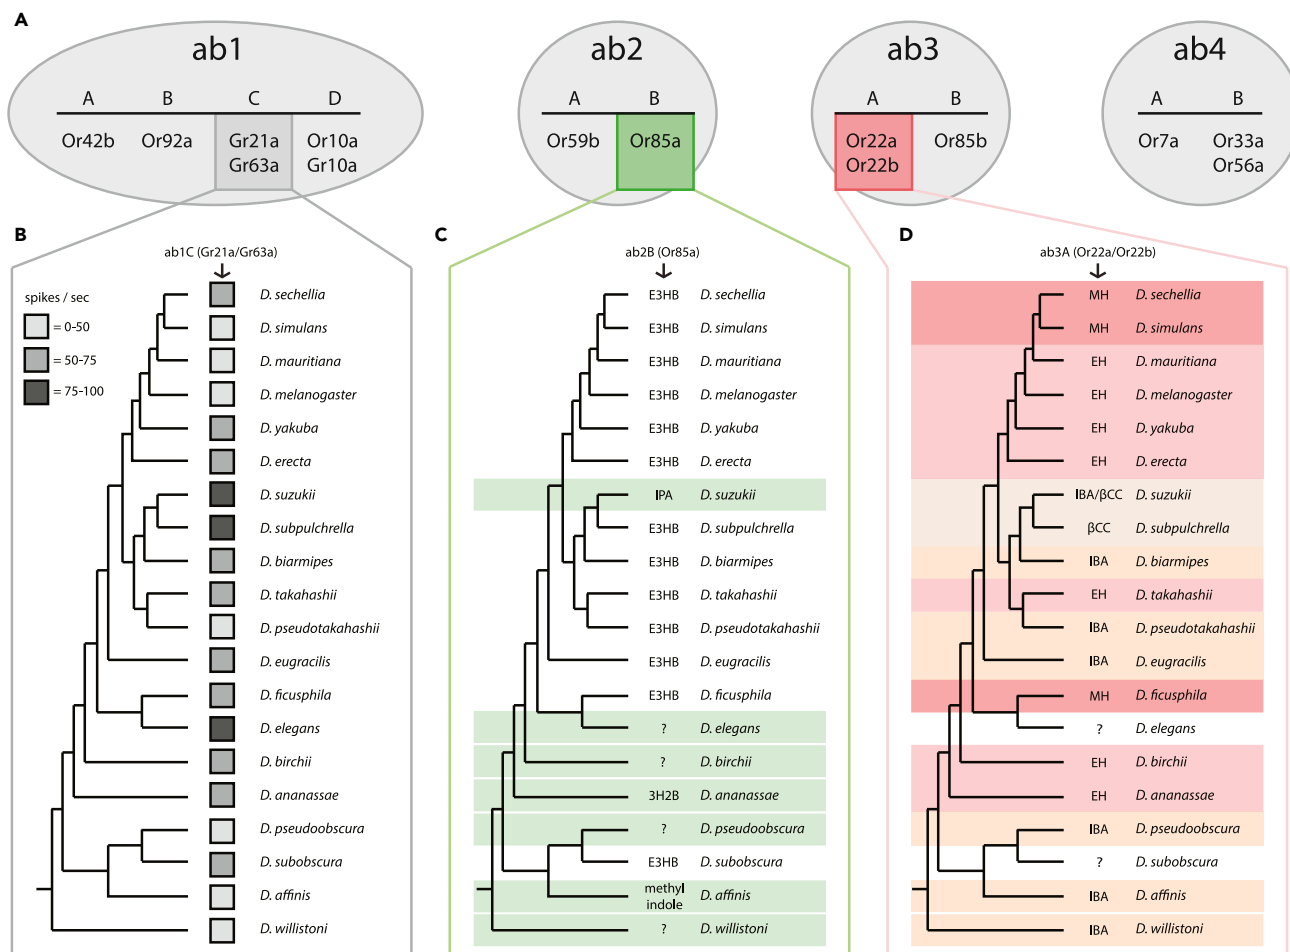 A
ab1
A B C D
Or42b Or92a Gr21a Or10a
Gr63a Gr10a
ab2
A B
Or59b Or85a
ab3
A B
Or22a Or85b
Or22b
ab4
A B
Or7a Or33a
Or56a
B
ab1C (Gr21a/Gr63a)
spikes / sec
= 0-50
= 50-75
= 75-100
D. sechellia
D. simulans
D. mauritiana
D. melanogaster
D. yakuba
D. erecta
D. suzukii
D. subpulchrella
D. biarmipes
D. takahashii
D. pseudotakahashii
D. eugracilis
D. ficusphila
D. elegans
D. birchii
D. ananassae
D. pseudoobscura
D. subobscura
D. affinis
D. willistoni
C
ab2B (Or85a)
E3HB D. sechellia
E3HB D. simulans
E3HB D. mauritiana
E3HB D. melanogaster
E3HB D. yakuba
E3HB D. erecta
IPA D. suzukii
E3HB D. subpulchrella
E3HB D. biarmipes
E3HB D. takahashii
E3HB D. pseudotakahashii
E3HB D. eugracilis
E3HB D. ficusphila
? D. elegans
? D. birchii
3H2B D. ananassae
? D. pseudoobscura
E3HB D. subobscura
methyl
indole D. affinis
? D. willistoni
D
ab3A (Or22a/Or22b)
MH D. sechellia
MH D. simulans
EH D. mauritiana
EH D. melanogaster
EH D. yakuba
EH D. erecta
IBA/βCC D. suzukii
βCC D. subpulchrella
IBA D. biarmipes
EH D. takahashii
IBA D. pseudotakahashii
IBA D. eugracilis
MH D. ficusphila
? D. elegans
EH D. birchii
EH D. ananassae
IBA D. pseudoobscura
? D. subobscura
IBA D. affinis
IBA D. willistoni